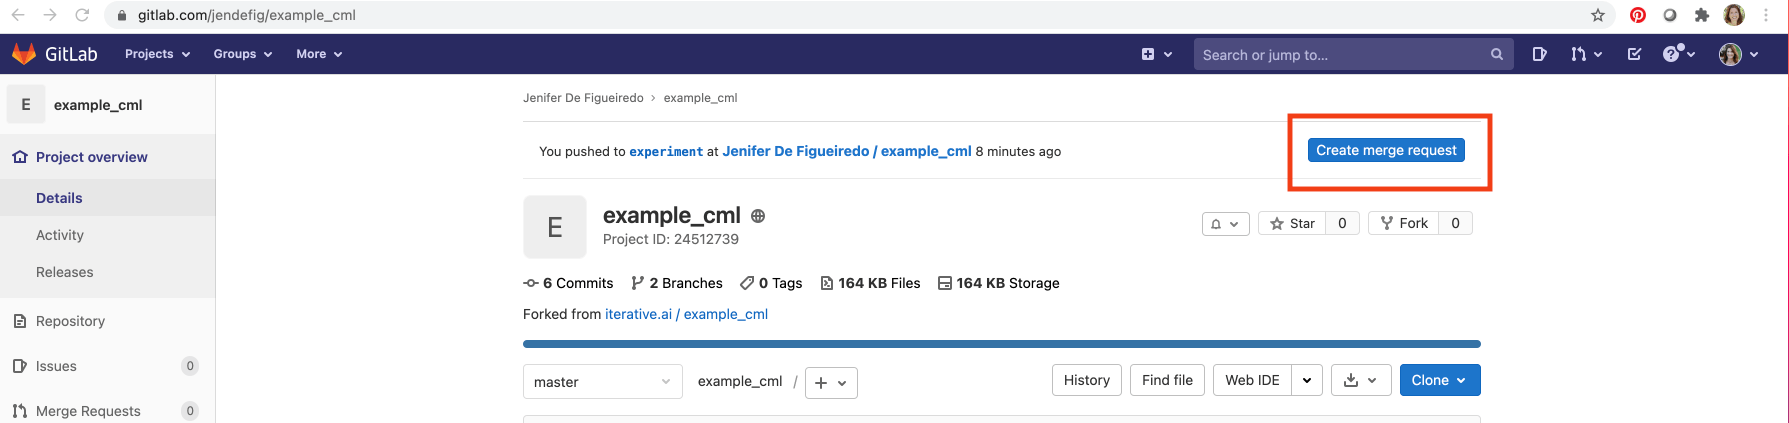 gitlab.com/jendefig/example_cml
GitLab Projects Groups More Search or jump to...
E example_cml
Project overview
Details
Activity
Releases
Repository
Issues 0
Merge Requests 0
Jenifer De Figueiredo > example_cml
You pushed to experiment at Jenifer De Figueiredo / example_cml 8 minutes ago Create merge request
E
example_cml
Project ID: 24512739
Star 0 Fork 0
6 Commits 2 Branches 0 Tags 164 KB Files 164 KB Storage
Forked from iterative.ai / example_cml
master example_cml / + History Find file Web IDE Clone